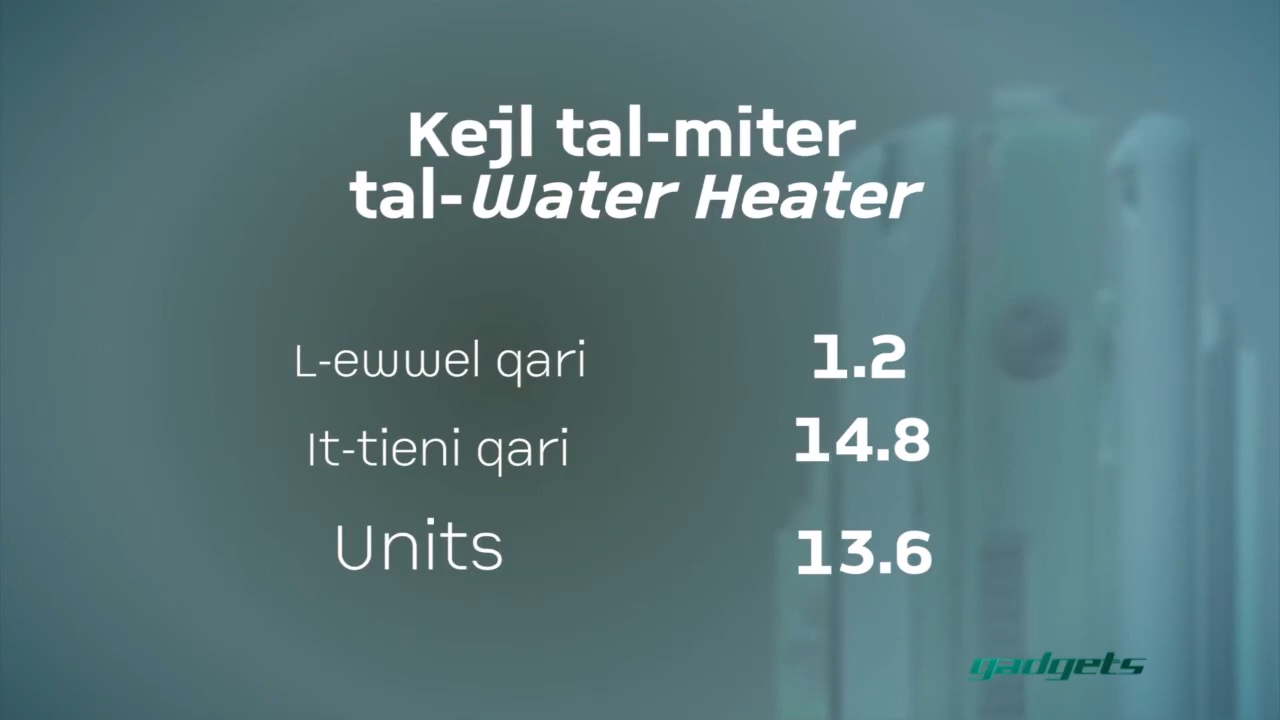 Kejl tal-miter
tal-Water Heater
L-ewwel qari 1.2
It-tieni qari 14.8
Units 13.6
gadgets